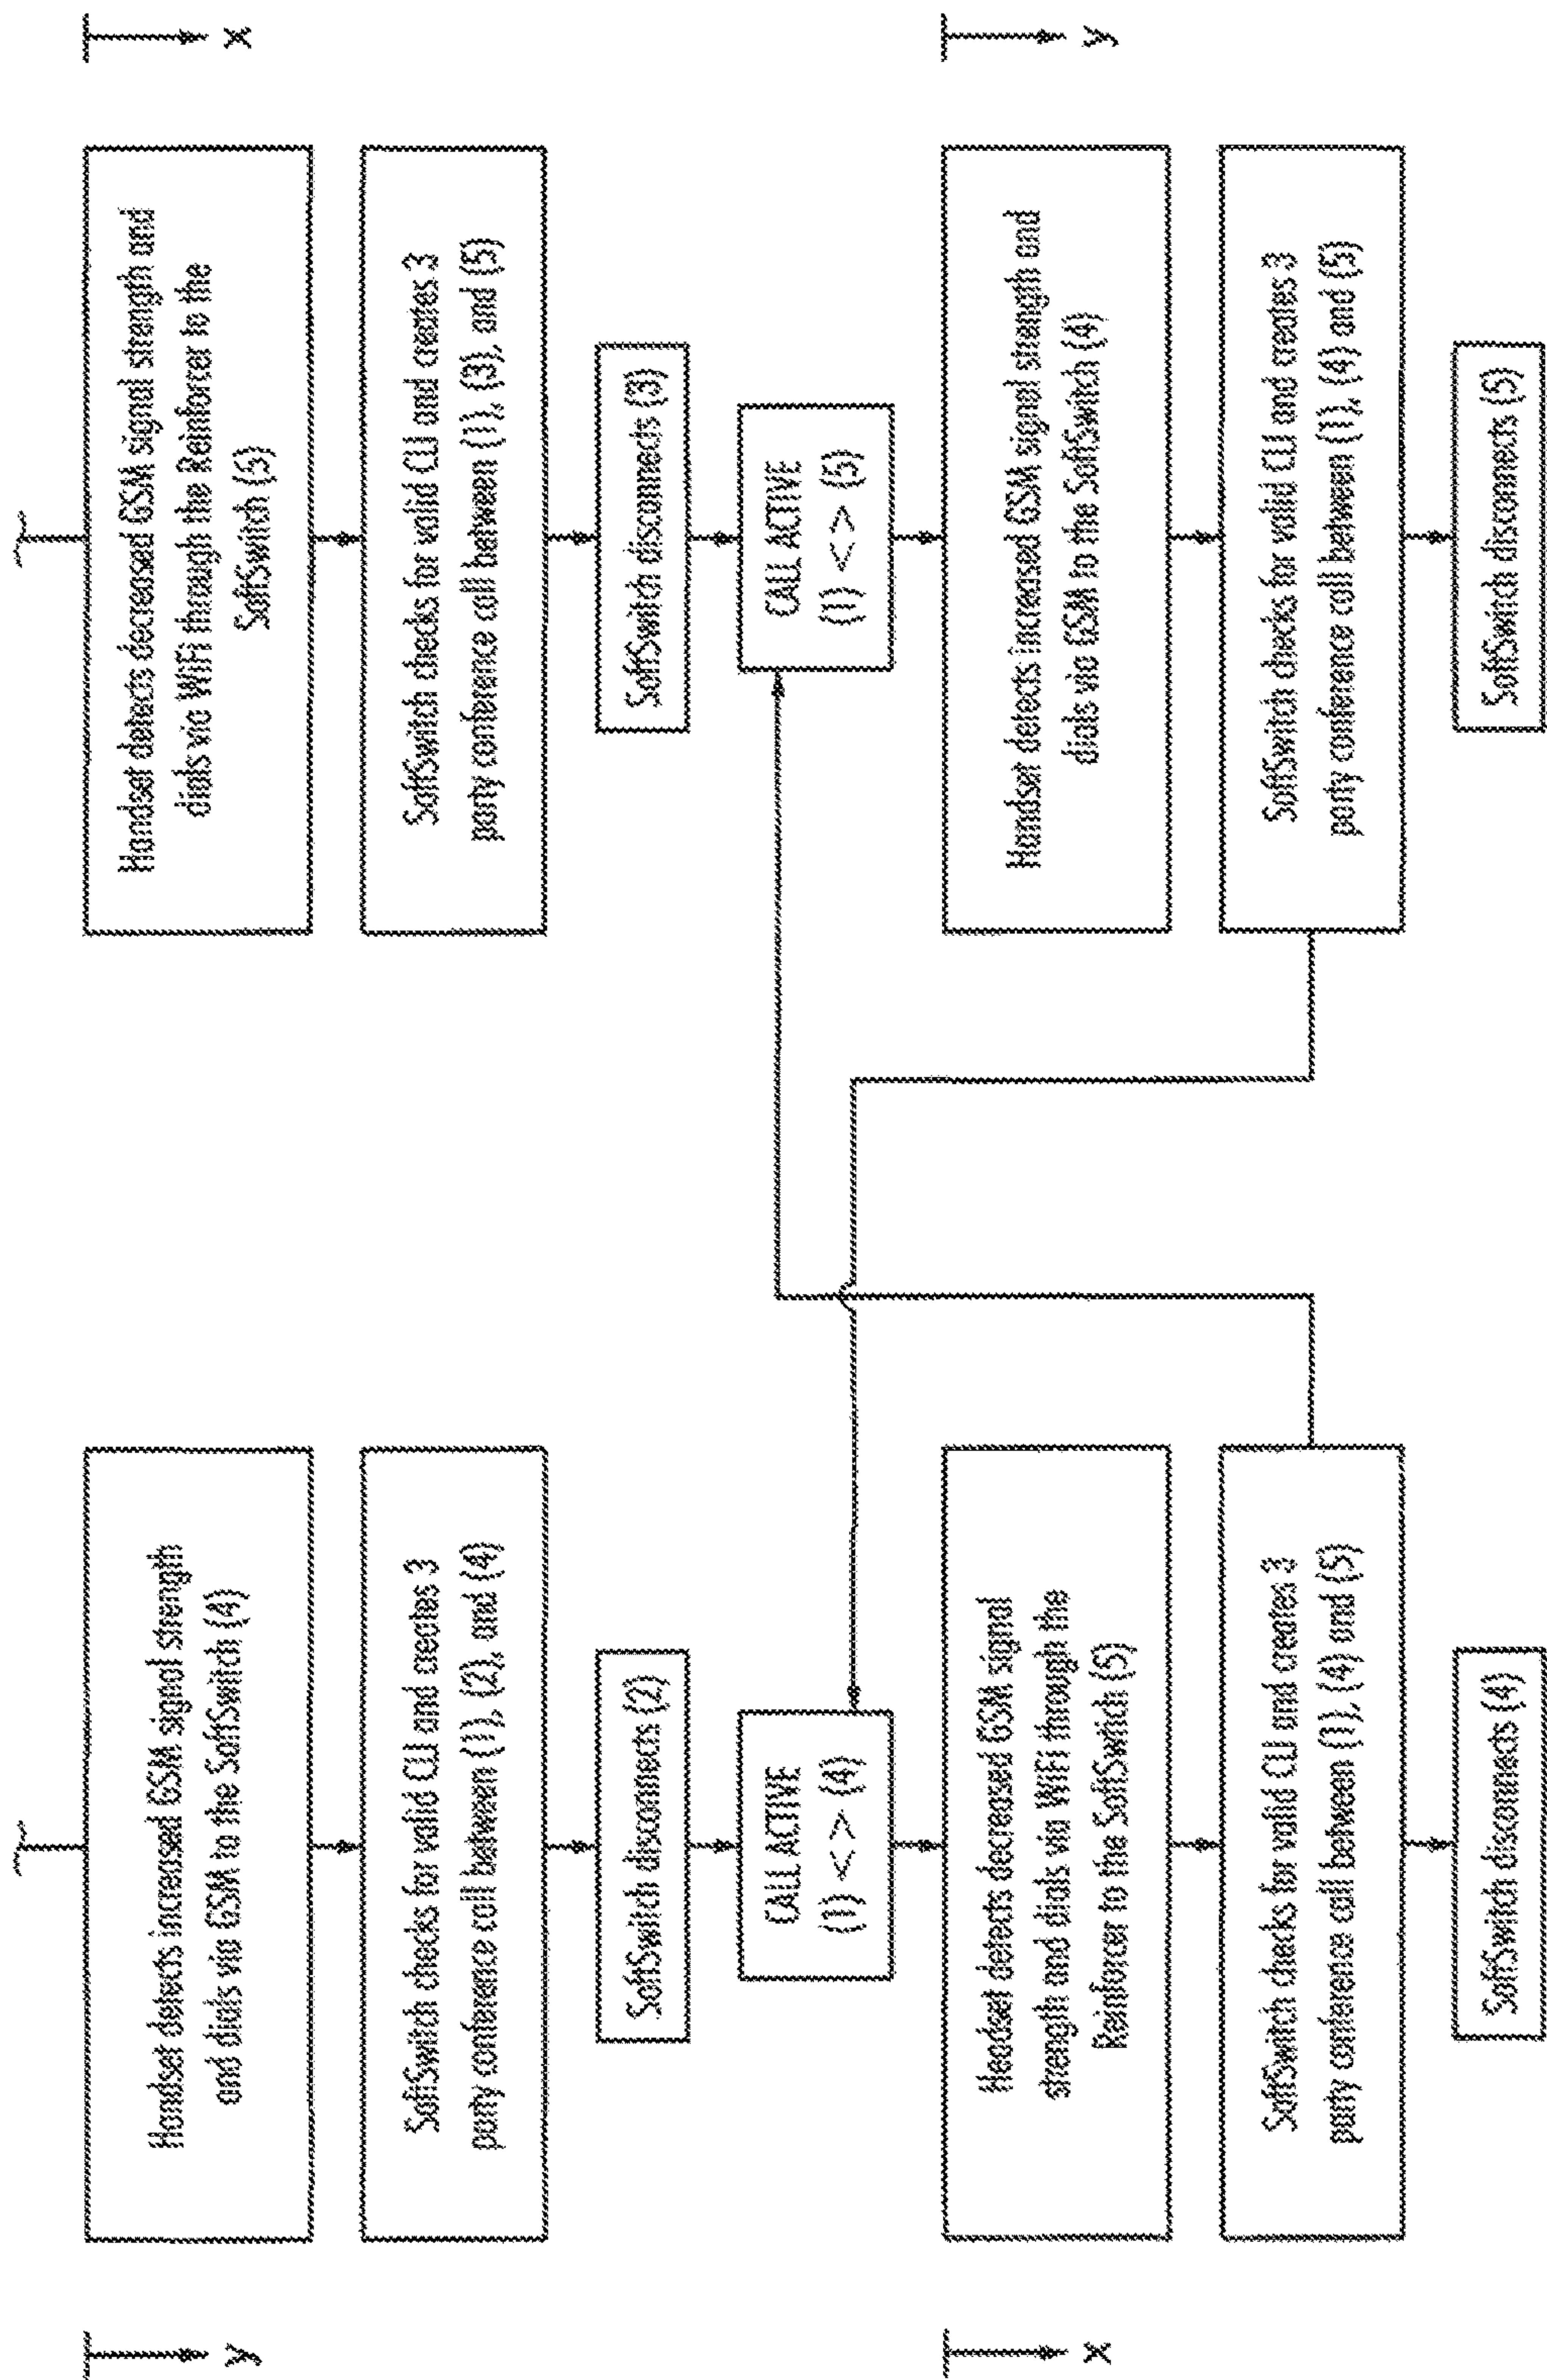 y
Handset detects increased GSM signal strength
and dials via GSM to the SoftSwitch (4)
SoftSwitch checks for valid CLI and creates 3
party conference call between (1), (2), and (4)
SoftSwitch disconnects (2)
CALL ACTIVE
(1) < > (4)
x
Headset detects decreased GSM signal
strength and dials via WiFi through the
Reinforcer to the SoftSwitch (5)
SoftSwitch checks for valid CLI and creates 3
party conference call between (1), (4) and (5)
SoftSwitch disconnects (4)
Handset detects decreased GSM signal strength and
dials via WiFi through the Reinforcer to the
SoftSwitch (5)
x
SoftSwitch checks for valid CLI and creates 3
party conference call between (1), (3), and (5)
SoftSwitch disconnects (3)
CALL ACTIVE
(1) < > (5)
Handset detects increased GSM signal strength and
dials via GSM to the SoftSwitch (4)
y
SoftSwitch checks for valid CLI and creates 3
party conference call between (1), (4) and (5)
SoftSwitch disconnects (5)